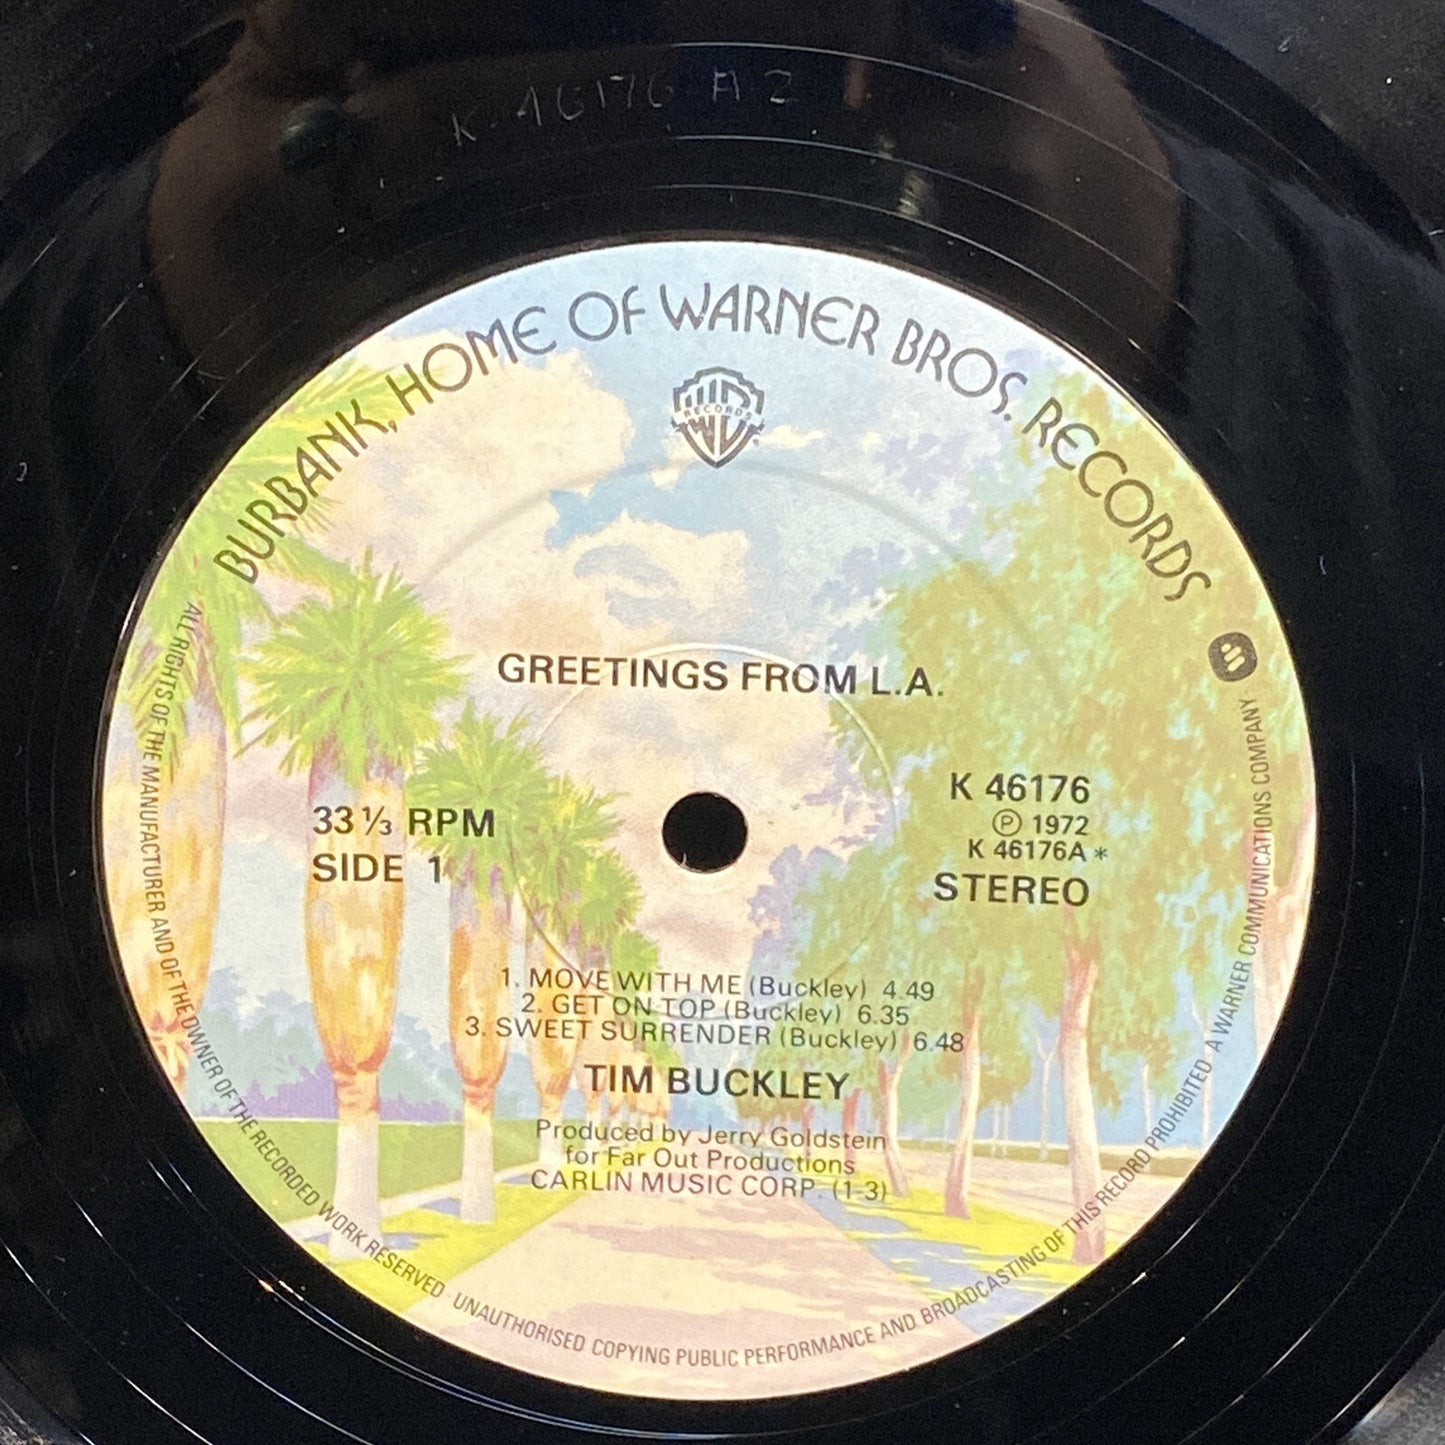 K 46176 A 2
BURBANK, HOME OF WARNER BROS. RECORDS
RECORDS
GREETINGS FROM L.A.
33 ⅓ RPM
SIDE 1
K 46176
Ⓟ 1972
K 46176A *
STEREO
1. MOVE WITH ME (Buckley) 4.49
2. GET ON TOP (Buckley) 6.35
3. SWEET SURRENDER (Buckley) 6.48
TIM BUCKLEY
Produced by Jerry Goldstein
for Far Out Productions
CARLIN MUSIC CORP. (1-3)
ALL RIGHTS OF THE MANUFACTURER AND OF THE OWNER OF THE RECORDED WORK RESERVED · UNAUTHORISED COPYING PUBLIC PERFORMANCE AND BROADCASTING OF THIS RECORD PROHIBITED A WARNER COMMUNICATIONS COMPANY